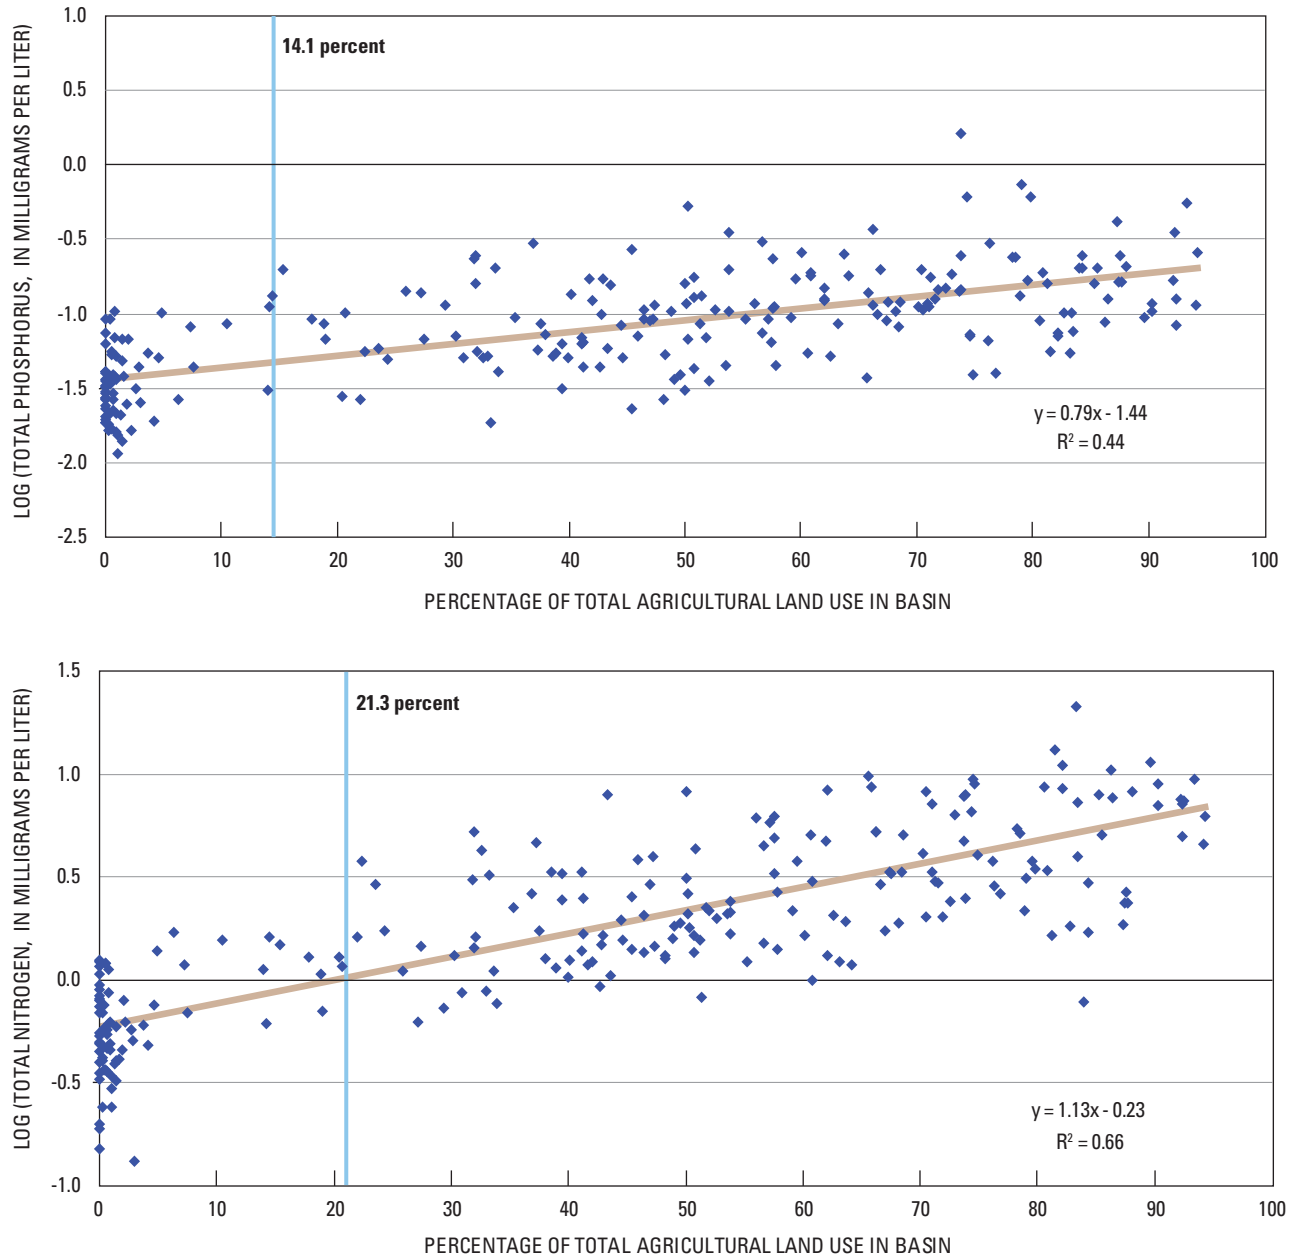 LOG (TOTAL PHOSPHORUS, IN MILLIGRAMS PER LITER)
1.0
0.5
0.0
-0.5
-1.0
-1.5
-2.0
-2.5
14.1 percent
y = 0.79x - 1.44
R² = 0.44
0 10 20 30 40 50 60 70 80 90 100
PERCENTAGE OF TOTAL AGRICULTURAL LAND USE IN BASIN
LOG (TOTAL NITROGEN, IN MILLIGRAMS PER LITER)
1.5
1.0
0.5
0.0
-0.5
-1.0
21.3 percent
y = 1.13x - 0.23
R² = 0.66
0 10 20 30 40 50 60 70 80 90 100
PERCENTAGE OF TOTAL AGRICULTURAL LAND USE IN BASIN